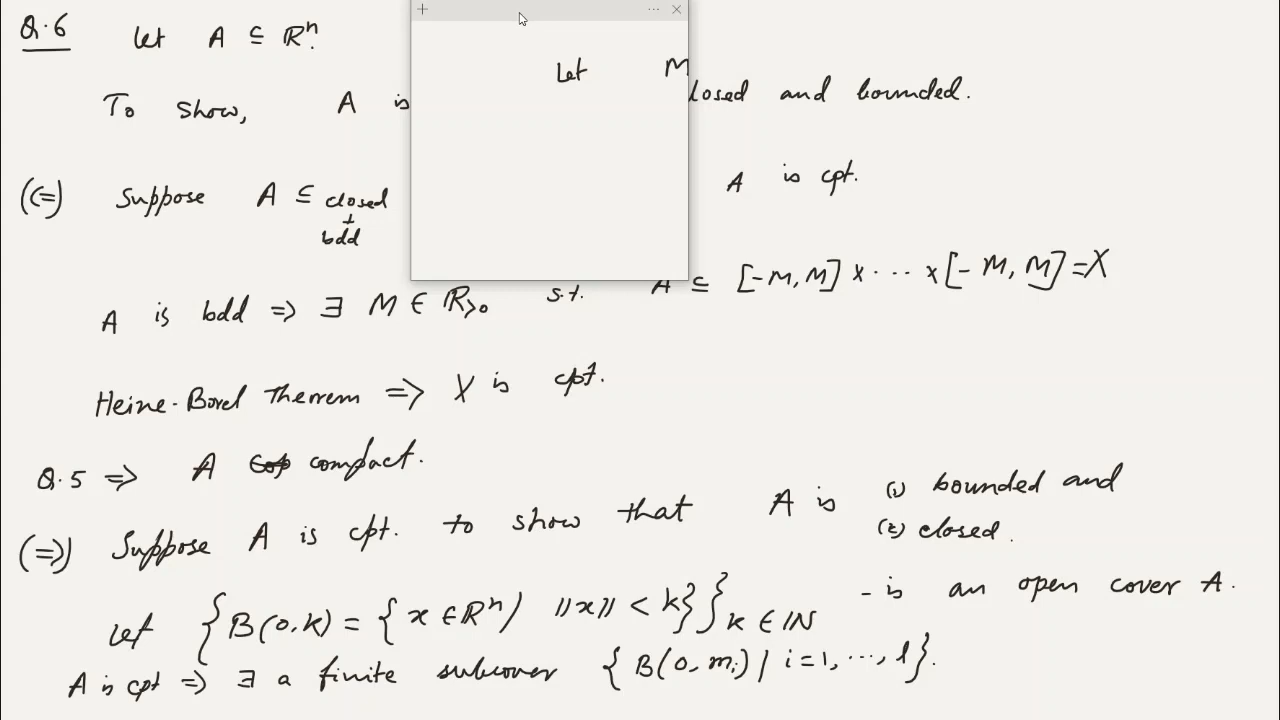 Q.6 Let A ⊆ ℝⁿ.
Let M
To show, A is losed and bounded.
(⇐) Suppose A ⊆ closed + bdd A is cpt.
A is bdd ⇒ ∃ M ∈ ℝ>0 s.t. A ⊆ [-M, M] × ⋯ × [-M, M] = X
Heine-Borel Theorem ⇒ X is cpt.
Q.5 ⇒ A compact.
(⇒) Suppose A is cpt. to show that A is (1) bounded and
(2) closed.
Let {B(0,k) = {x ∈ ℝⁿ | ||x|| < k}}k ∈ ℕ - is an open cover A.
A is cpt ⇒ ∃ a finite subcover {B(0, mᵢ) | i = 1, ⋯, l}.